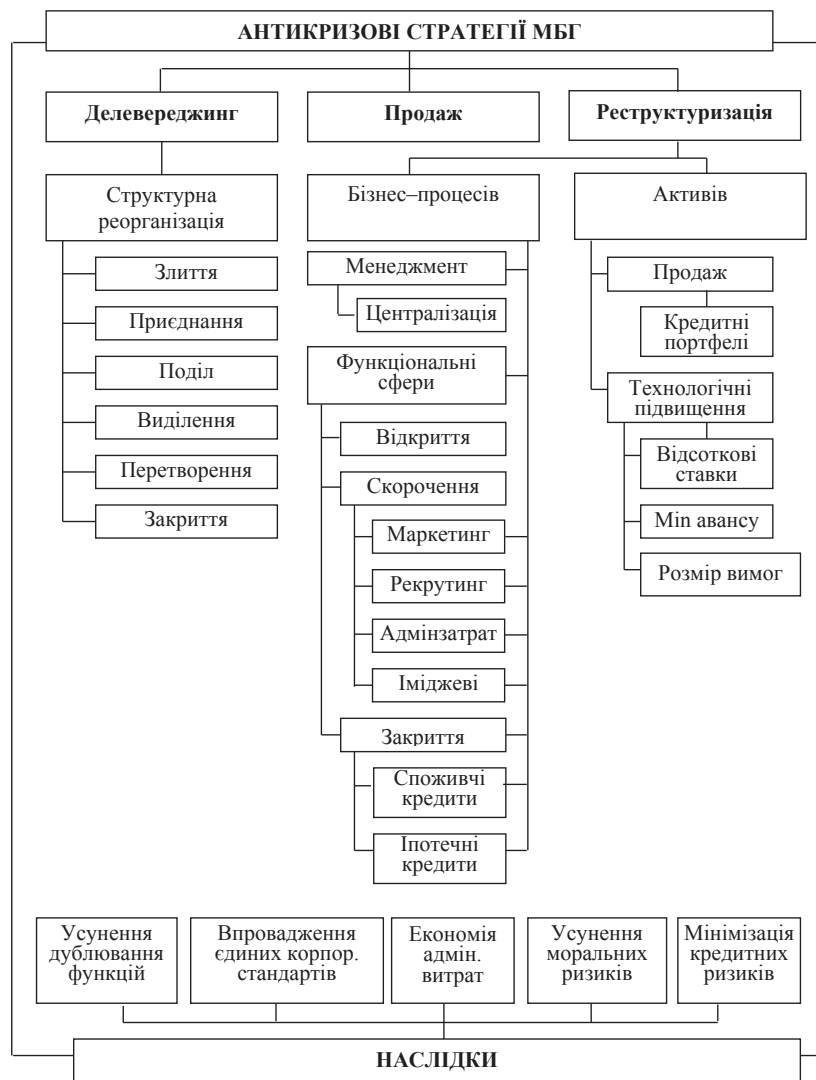 АНТИКРИЗОВІ СТРАТЕГІЇ МБГ
Делевереджинг
Продаж
Реструктуризація
Структурна
реорганізація
Злиття
Приєднання
Поділ
Виділення
Перетворення
Закриття
Бізнес–процесів
Менеджмент
Централізація
Функціональні
сфери
Відкриття
Скорочення
Маркетинг
Рекрутинг
Адмінзатрат
Іміджеві
Закриття
Споживчі
кредити
Іпотечні
кредити
Активів
Продаж
Кредитні
портфелі
Технологічні
підвищення
Відсоткові
ставки
Min авансу
Розмір вимог
Усунення
дублювання
функцій
Впровадження
єдиних корпор.
стандартів
Економія
адмін.
витрат
Усунення
моральних
ризиків
Мінімізація
кредитних
ризиків
НАСЛІДКИ